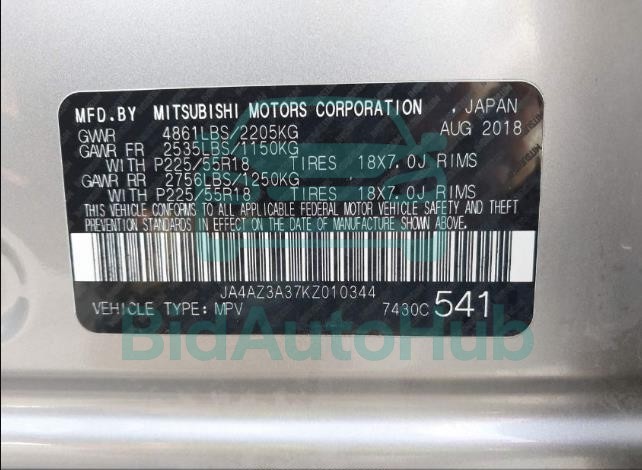 MFD.BY MITSUBISHI MOTORS CORPORATION , JAPAN
GVWR 4861LBS/2205KG AUG 2018
GAWR FR 2535LBS/1150KG
WITH P225/55R18 TIRES 18X7.0J RIMS
GAWR RR 2756LBS/1250KG
WITH P225/55R18 TIRES 18X7.0J RIMS
THIS VEHICLE CONFORMS TO ALL APPLICABLE FEDERAL MOTOR VEHICLE SAFETY AND THEFT
PREVENTION STANDARDS IN EFFECT ON THE DATE OF MANUFACTURE SHOWN ABOVE.
JA4AZ3A37KZ010344
VEHICLE TYPE: MPV 7430C 541
BidAutoHub